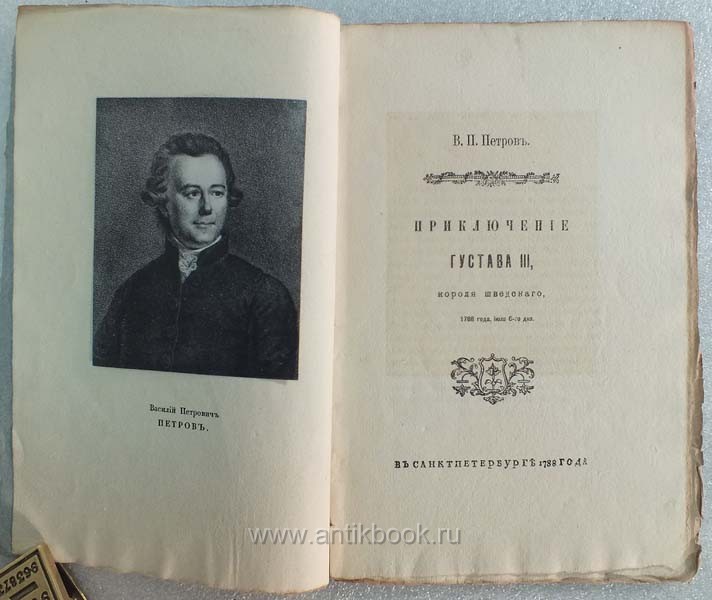 Василій Петровичъ
ПЕТРОВЪ.
В. П. Петровъ.
ПРИКЛЮЧЕНІЕ
ГУСТАВА III,
короля шведскаго,
1788 года, іюля 6-го дня.
ВЪ САНКТПЕТЕРБУРГѢ 1788 ГОДА
www.antikbook.ru